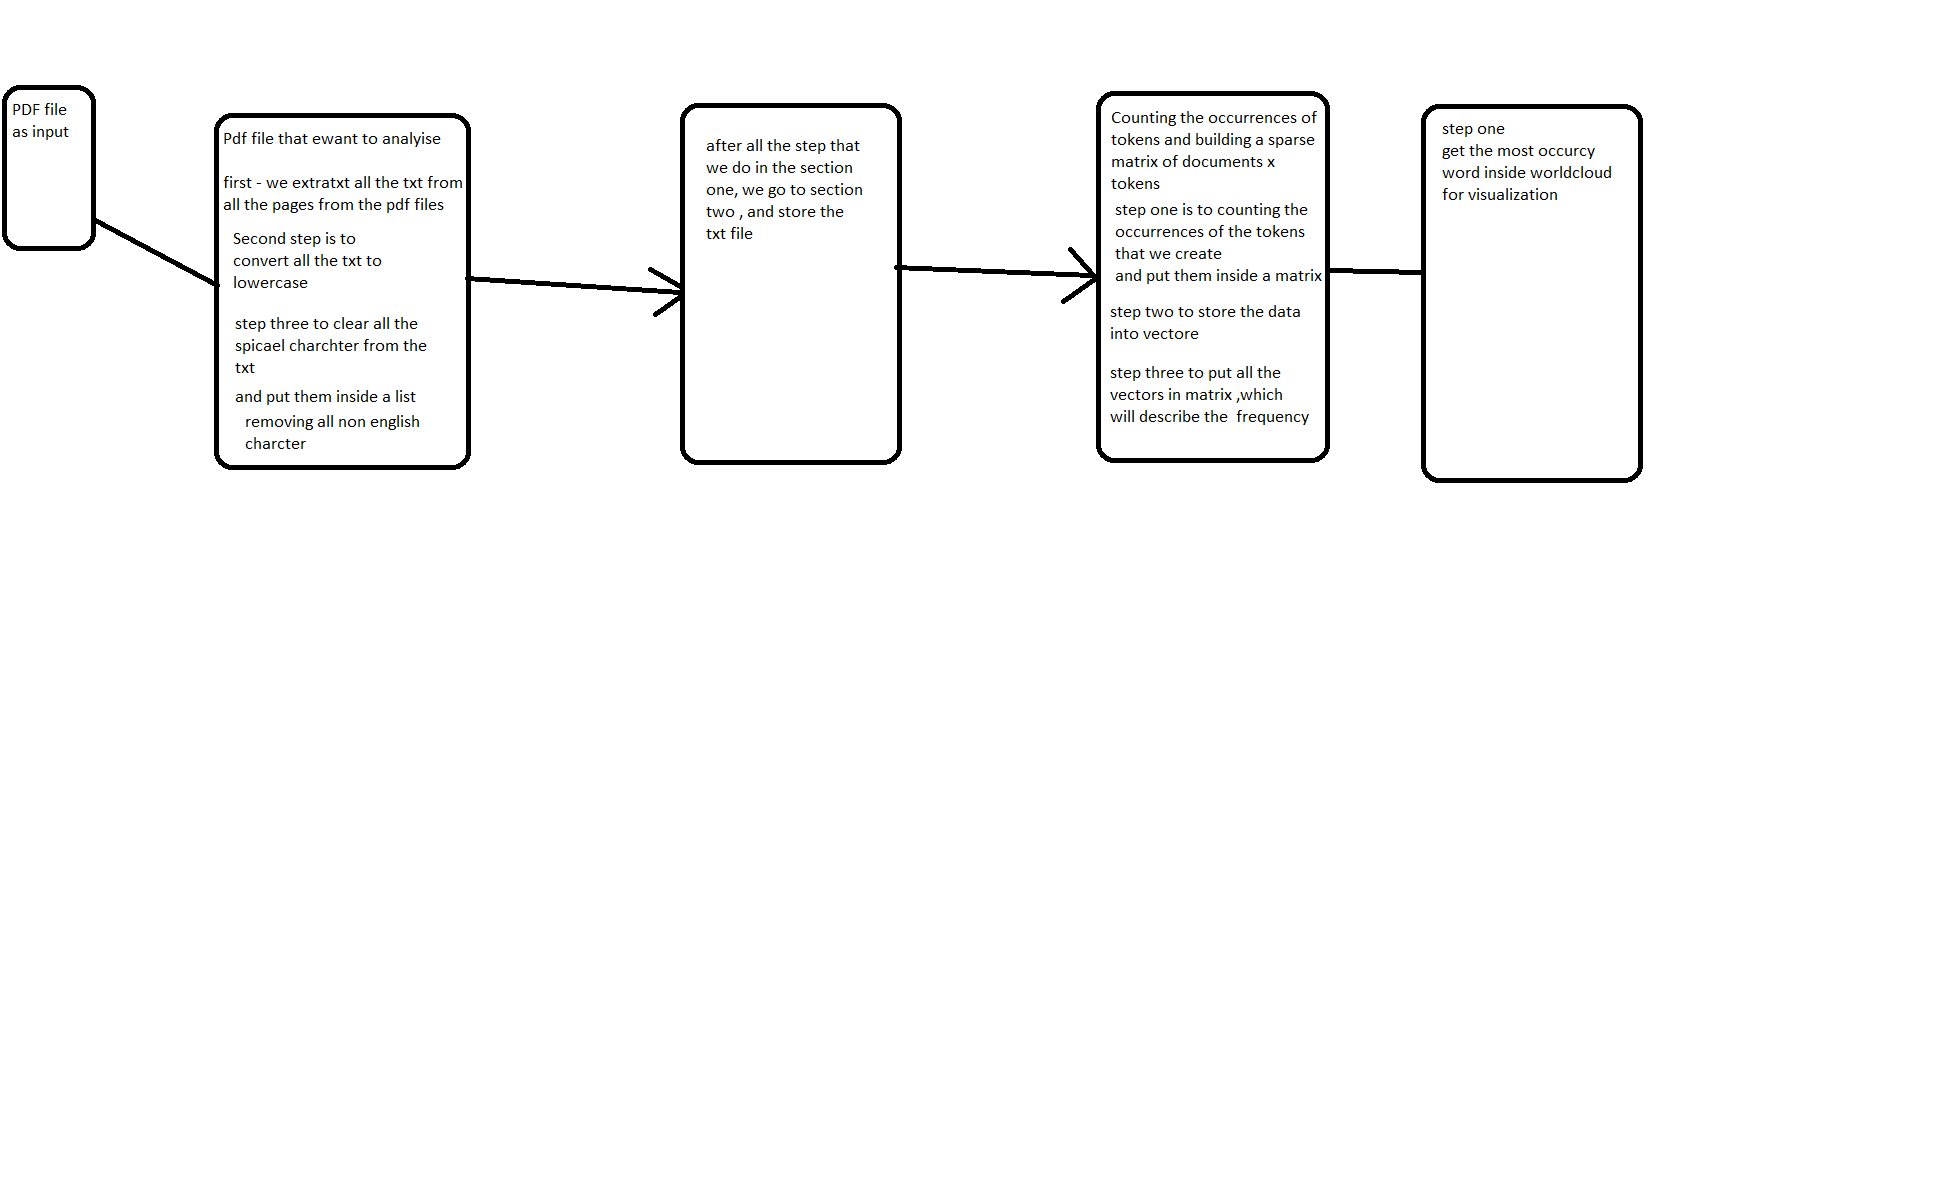 PDF file
as input
Pdf file that ewant to analyise
first - we extratxt all the txt from
all the pages from the pdf files
Second step is to
convert all the txt to
lowercase
step three to clear all the
spicael charchter from the
txt
and put them inside a list
removing all non english
charcter
after all the step that
we do in the section
one, we go to section
two , and store the
txt file
Counting the occurrences of
tokens and building a sparse
matrix of documents x
tokens
step one is to counting the
occurrences of the tokens
that we create
and put them inside a matrix
step two to store the data
into vectore
step three to put all the
vectors in matrix ,which
will describe the  frequency
step one
get the most occurcy
word inside worldcloud
for visualization